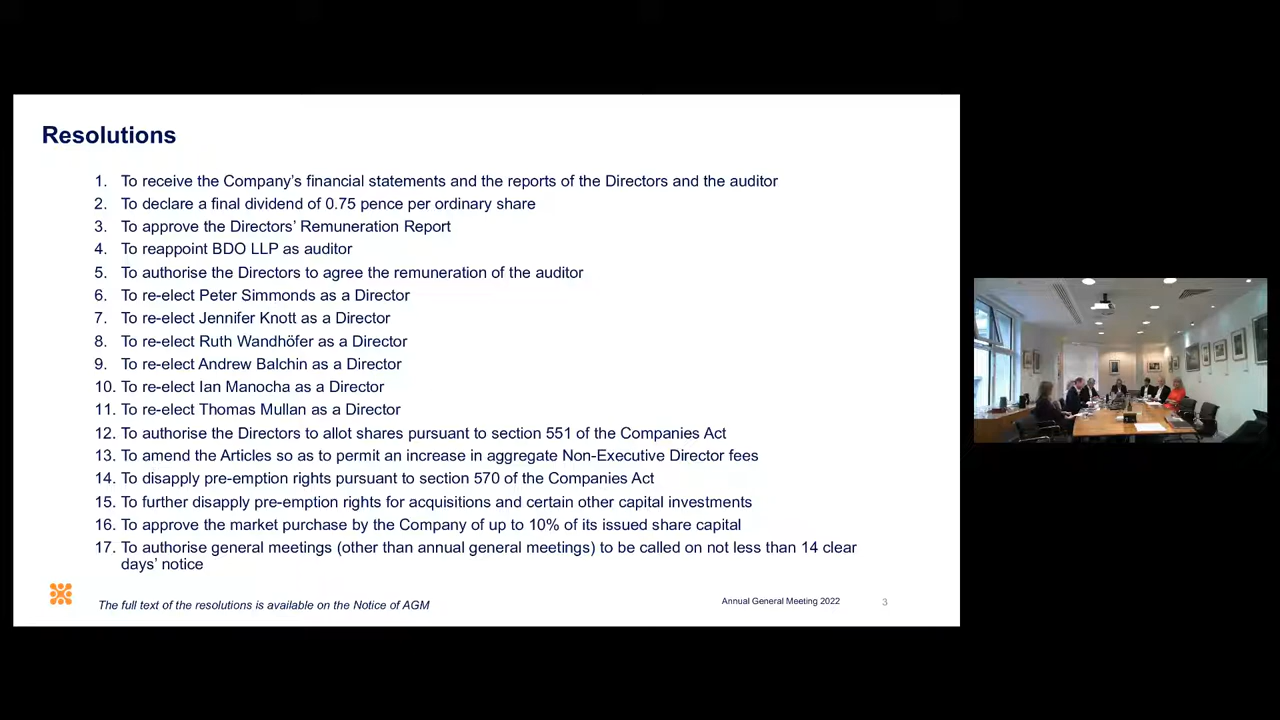 Resolutions
1. To receive the Company’s financial statements and the reports of the Directors and the auditor
2. To declare a final dividend of 0.75 pence per ordinary share
3. To approve the Directors’ Remuneration Report
4. To reappoint BDO LLP as auditor
5. To authorise the Directors to agree the remuneration of the auditor
6. To re-elect Peter Simmonds as a Director
7. To re-elect Jennifer Knott as a Director
8. To re-elect Ruth Wandhöfer as a Director
9. To re-elect Andrew Balchin as a Director
10. To re-elect Ian Manocha as a Director
11. To re-elect Thomas Mullan as a Director
12. To authorise the Directors to allot shares pursuant to section 551 of the Companies Act
13. To amend the Articles so as to permit an increase in aggregate Non-Executive Director fees
14. To disapply pre-emption rights pursuant to section 570 of the Companies Act
15. To further disapply pre-emption rights for acquisitions and certain other capital investments
16. To approve the market purchase by the Company of up to 10% of its issued share capital
17. To authorise general meetings (other than annual general meetings) to be called on not less than 14 clear
days’ notice
The full text of the resolutions is available on the Notice of AGM
Annual General Meeting 2022
3